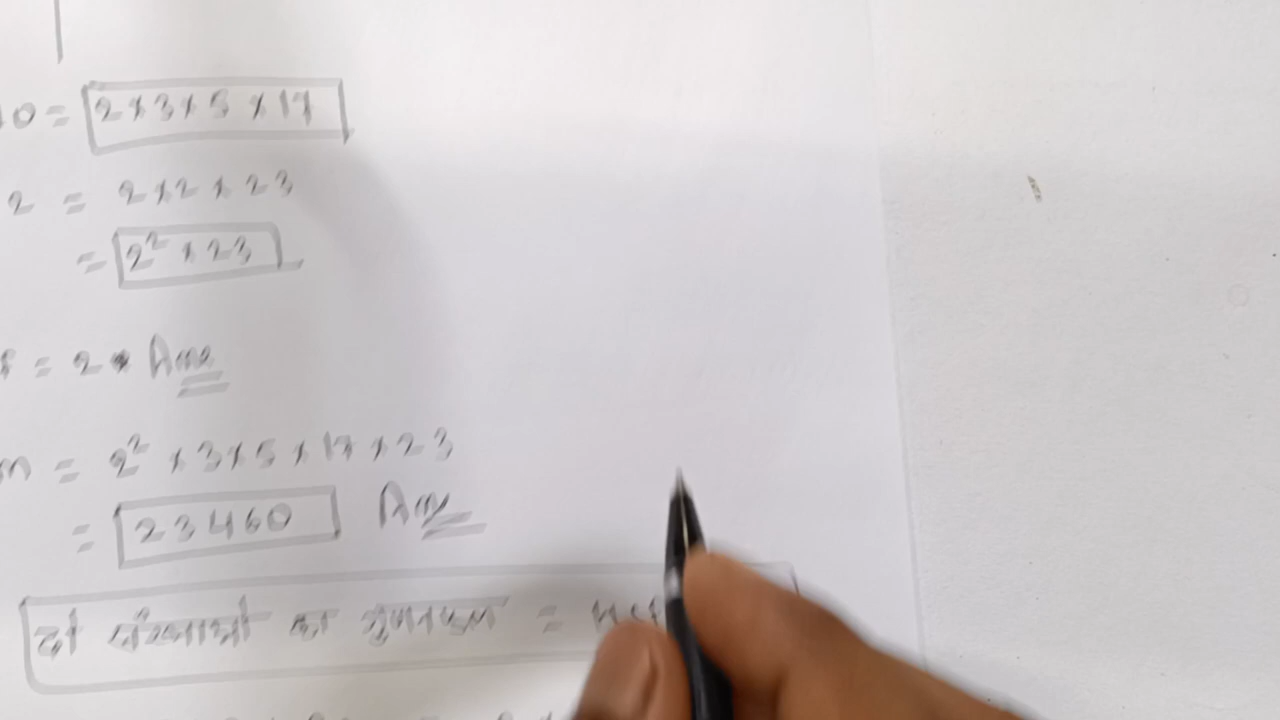 10 = 2×3×5×17
2 = 2×2×23
= 2² × 23
f = 2 Ans
m = 2² × 3×5×17×23
= 23460 Ans
दो संख्याओं का गुणनफल = H.C.